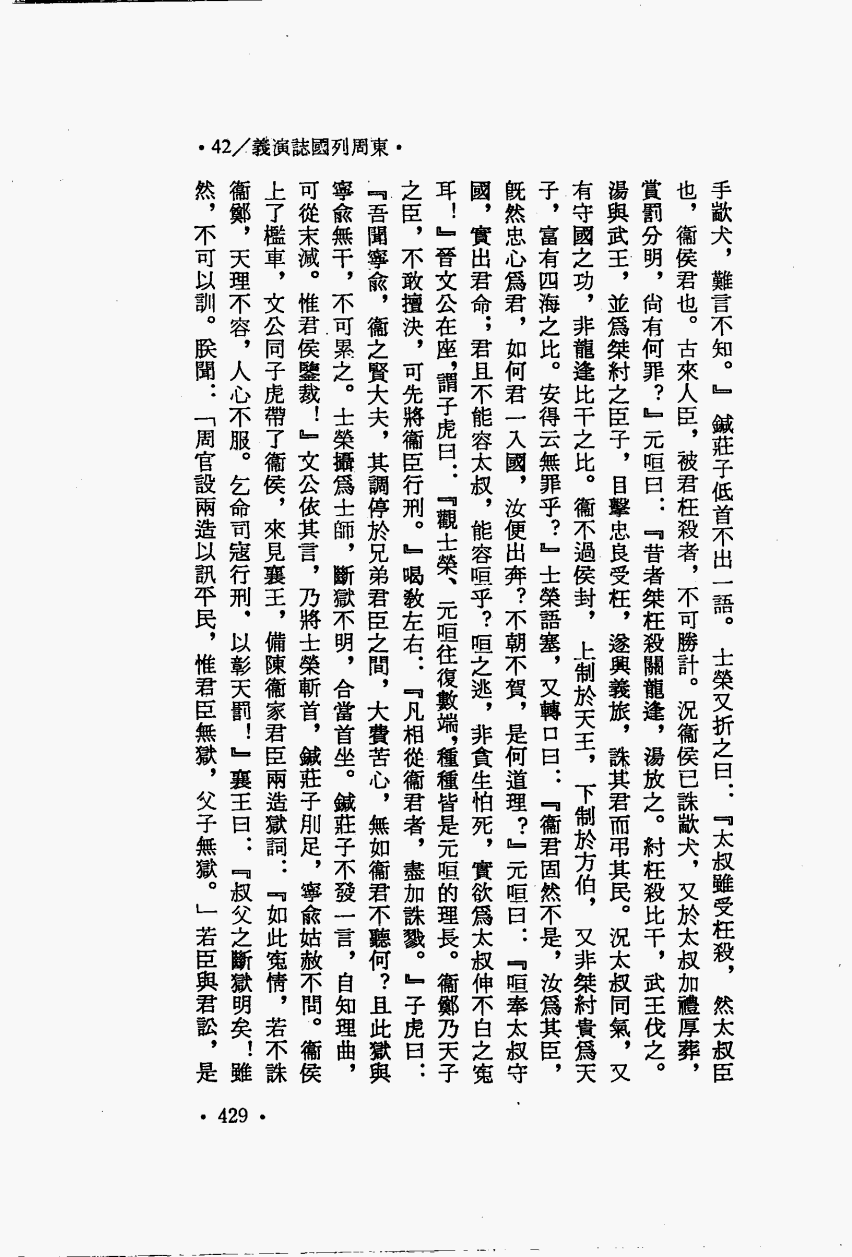 ·42/義演誌國列周東·
手歂犬，難言不知。』鍼莊子低首不出一語。士榮又折之曰：『太叔雖受枉殺，然太叔臣
也，衞侯君也。古來人臣，被君枉殺者，不可勝計。況衞侯已誅歂犬，又於太叔加禮厚葬，
賞罰分明，尙有何罪？』元咺曰：『昔者桀枉殺關龍逢，湯放之。紂枉殺比干，武王伐之。
湯與武王，並爲桀紂之臣子，目擊忠良受枉，遂興義旅，誅其君而弔其民。況太叔同氣，又
有守國之功，非龍逢比干之比。衞不過侯封，上制於天王，下制於方伯，又非桀紂貴爲天
子，富有四海之比。安得云無罪乎？』士榮語塞，又轉口曰：『衞君固然不是，汝爲其臣，
旣然忠心爲君，如何君一入國，汝便出奔？不朝不賀，是何道理？』元咺曰：『咺奉太叔守
國，實出君命；君且不能容太叔，能容咺乎？咺之逃，非貪生怕死，實欲爲太叔伸不白之寃
耳！』晉文公在座，謂子虎曰：『觀士榮、元咺往復數端，種種皆是元咺的理長。衞鄭乃天子
之臣，不敢擅決，可先將衞臣行刑。』喝敎左右：『凡相從衞君者，盡加誅戮。』子虎曰：
『吾聞寧兪，衞之賢大夫，其調停於兄弟君臣之間，大費苦心，無如衞君不聽何？且此獄與
寧兪無干，不可累之。士榮攝爲士師，斷獄不明，合當首坐。鍼莊子不發一言，自知理曲，
可從末減。惟君侯鑒裁！』文公依其言，乃將士榮斬首，鍼莊子刖足，寧兪姑赦不問。衞侯
上了檻車，文公同子虎帶了衞侯，來見襄王，備陳衞家君臣兩造獄詞：『如此寃情，若不誅
衞鄭，天理不容，人心不服。乞命司寇行刑，以彰天罰！』襄王曰：『叔父之斷獄明矣！雖
然，不可以訓。朕聞：「周官設兩造以訊平民，惟君臣無獄，父子無獄。」若臣與君訟，是
·429·